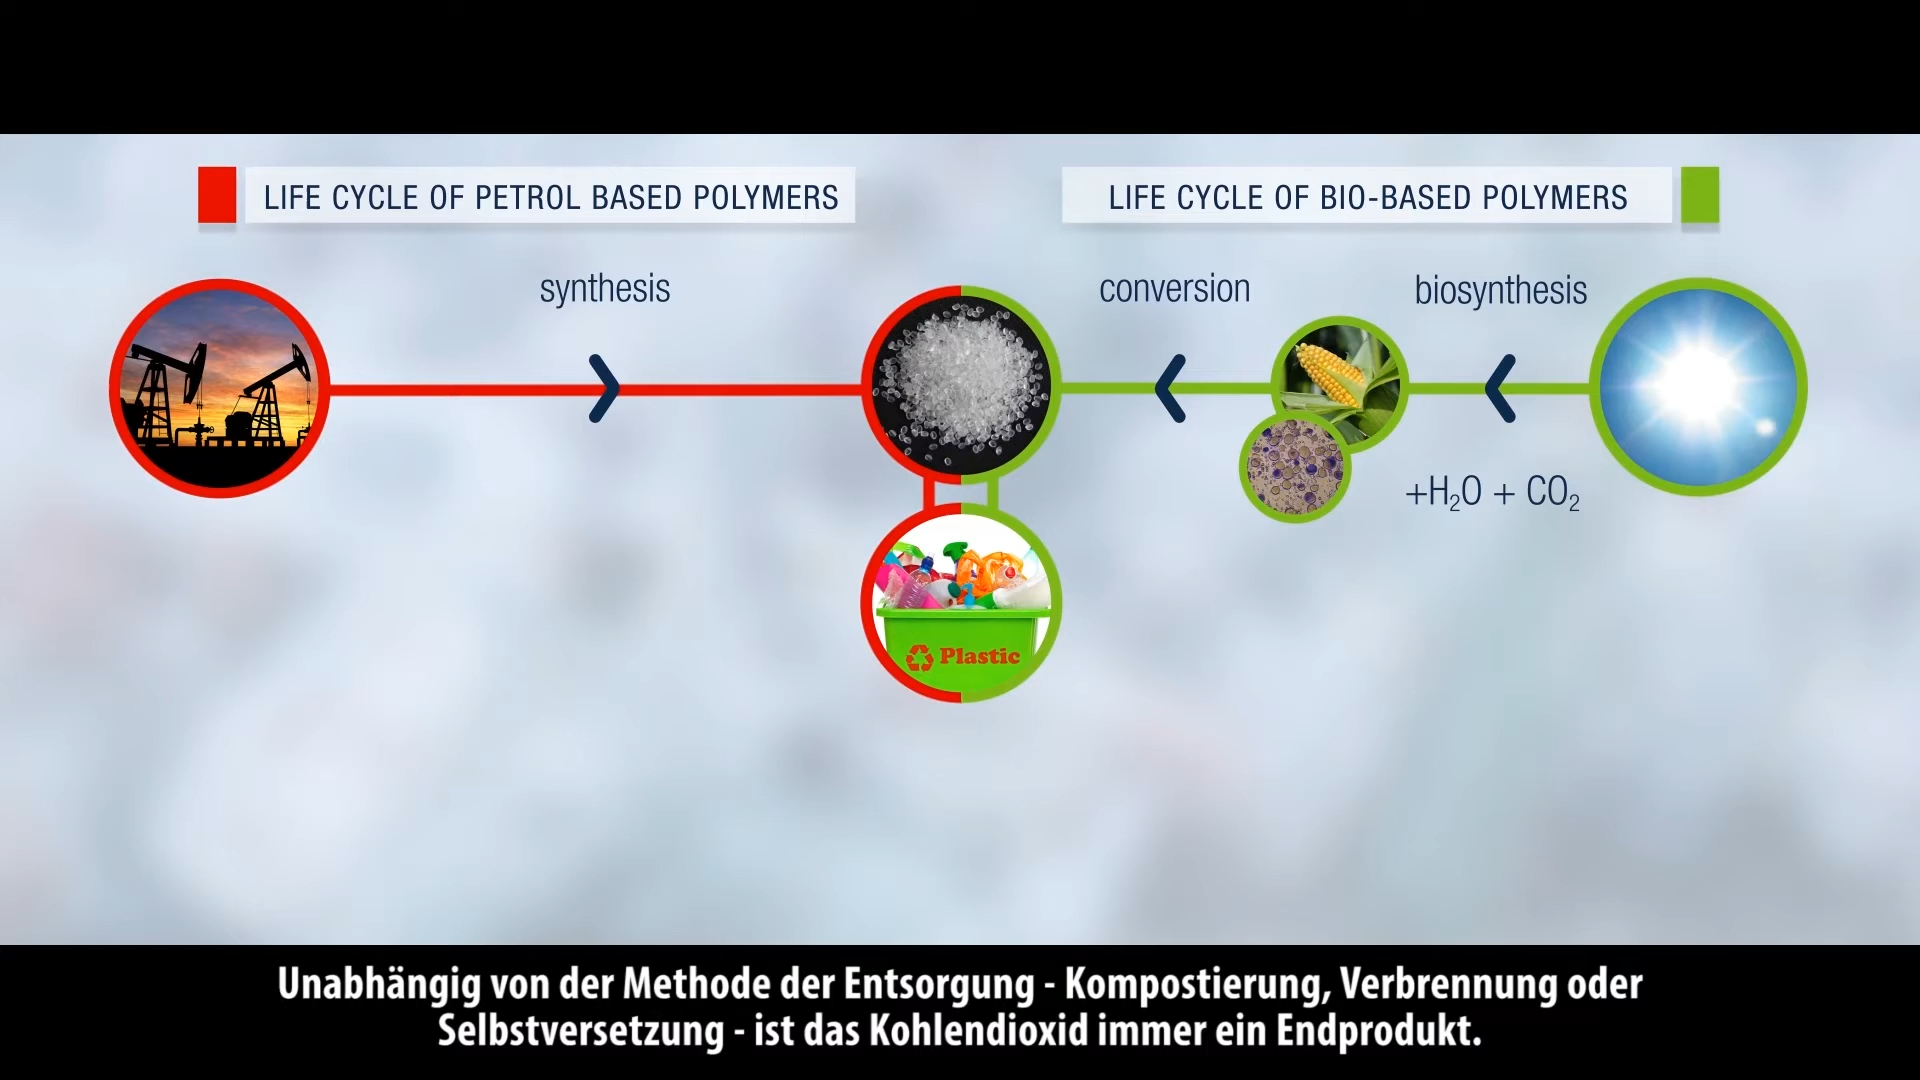 LIFE CYCLE OF PETROL BASED POLYMERS
LIFE CYCLE OF BIO-BASED POLYMERS
synthesis
conversion
biosynthesis
+H₂O + CO₂
Plastic
Unabhängig von der Methode der Entsorgung - Kompostierung, Verbrennung oder
Selbstversetzung - ist das Kohlendioxid immer ein Endprodukt.